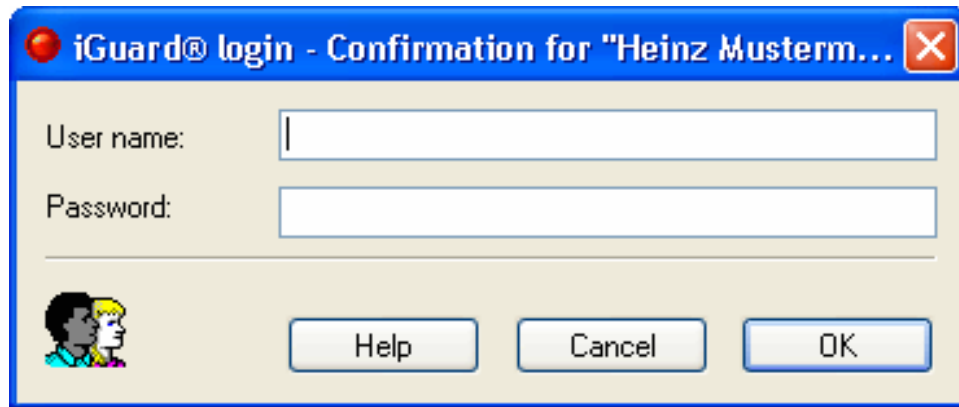 iGuard® login - Confirmation for "Heinz Musterm...
User name:
Password:
Help Cancel OK